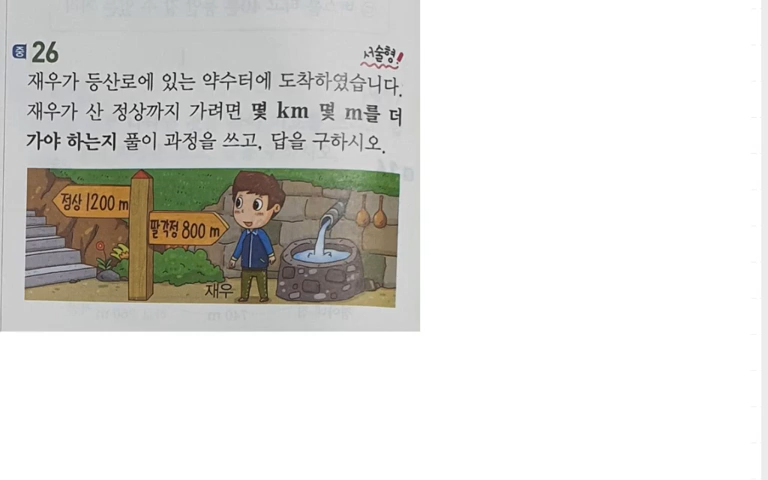 중 26
서술형!
재우가 등산로에 있는 약수터에 도착하였습니다.
재우가 산 정상까지 가려면 몇 km 몇 m를 더
가야 하는지 풀이 과정을 쓰고, 답을 구하시오.
정상 1200 m
팔각정 800 m
재우